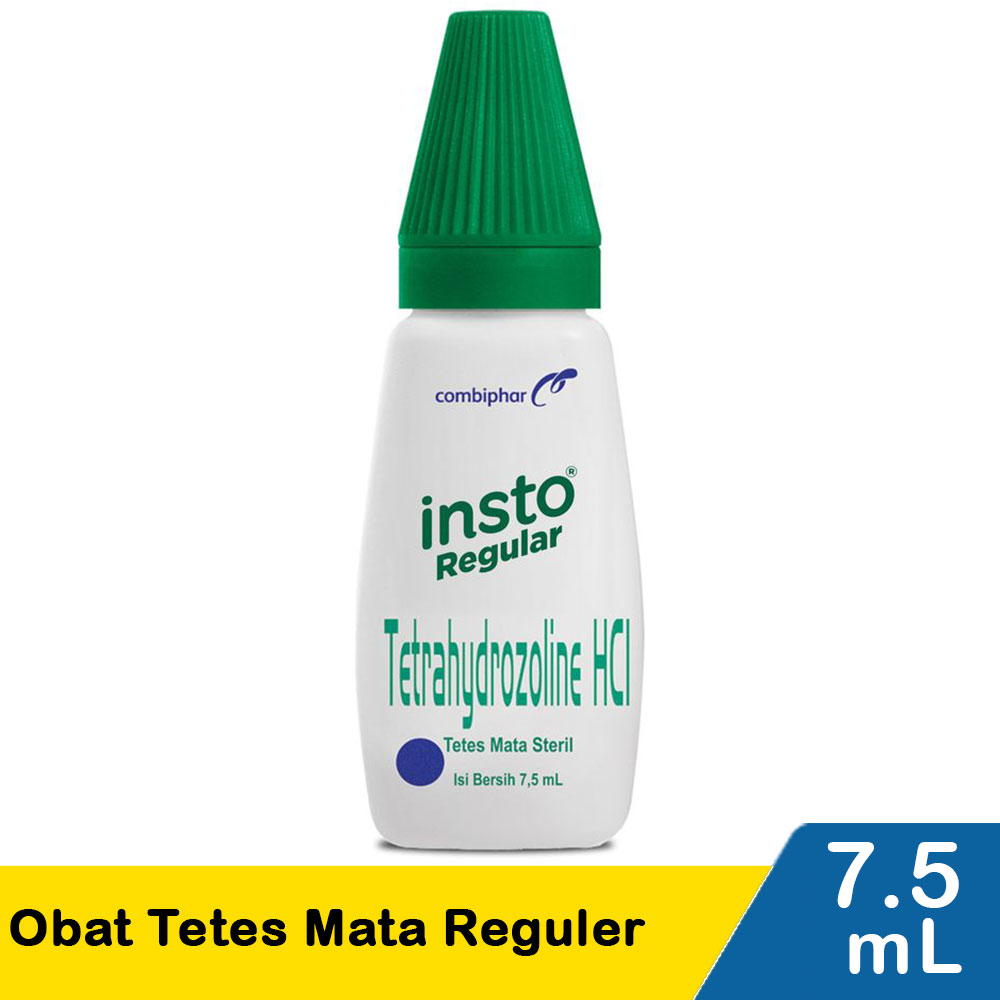 combiphar
insto®
Regular
Tetrahydrozoline HCl
Tetes Mata Steril
Isi Bersih 7,5 mL
Obat Tetes Mata Reguler
7.5
mL